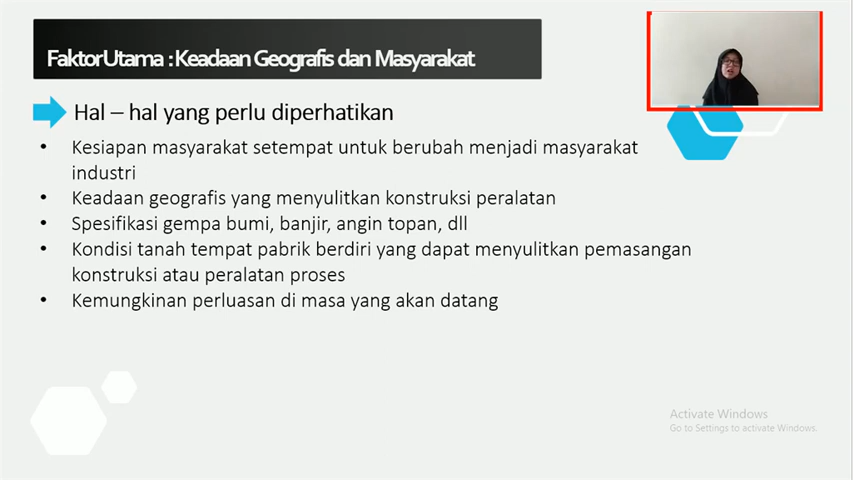 Faktor Utama : Keadaan Geografis dan Masyarakat
Hal – hal yang perlu diperhatikan
• Kesiapan masyarakat setempat untuk berubah menjadi masyarakat
industri
• Keadaan geografis yang menyulitkan konstruksi peralatan
• Spesifikasi gempa bumi, banjir, angin topan, dll
• Kondisi tanah tempat pabrik berdiri yang dapat menyulitkan pemasangan
konstruksi atau peralatan proses
• Kemungkinan perluasan di masa yang akan datang
Activate Windows
Go to Settings to activate Windows.